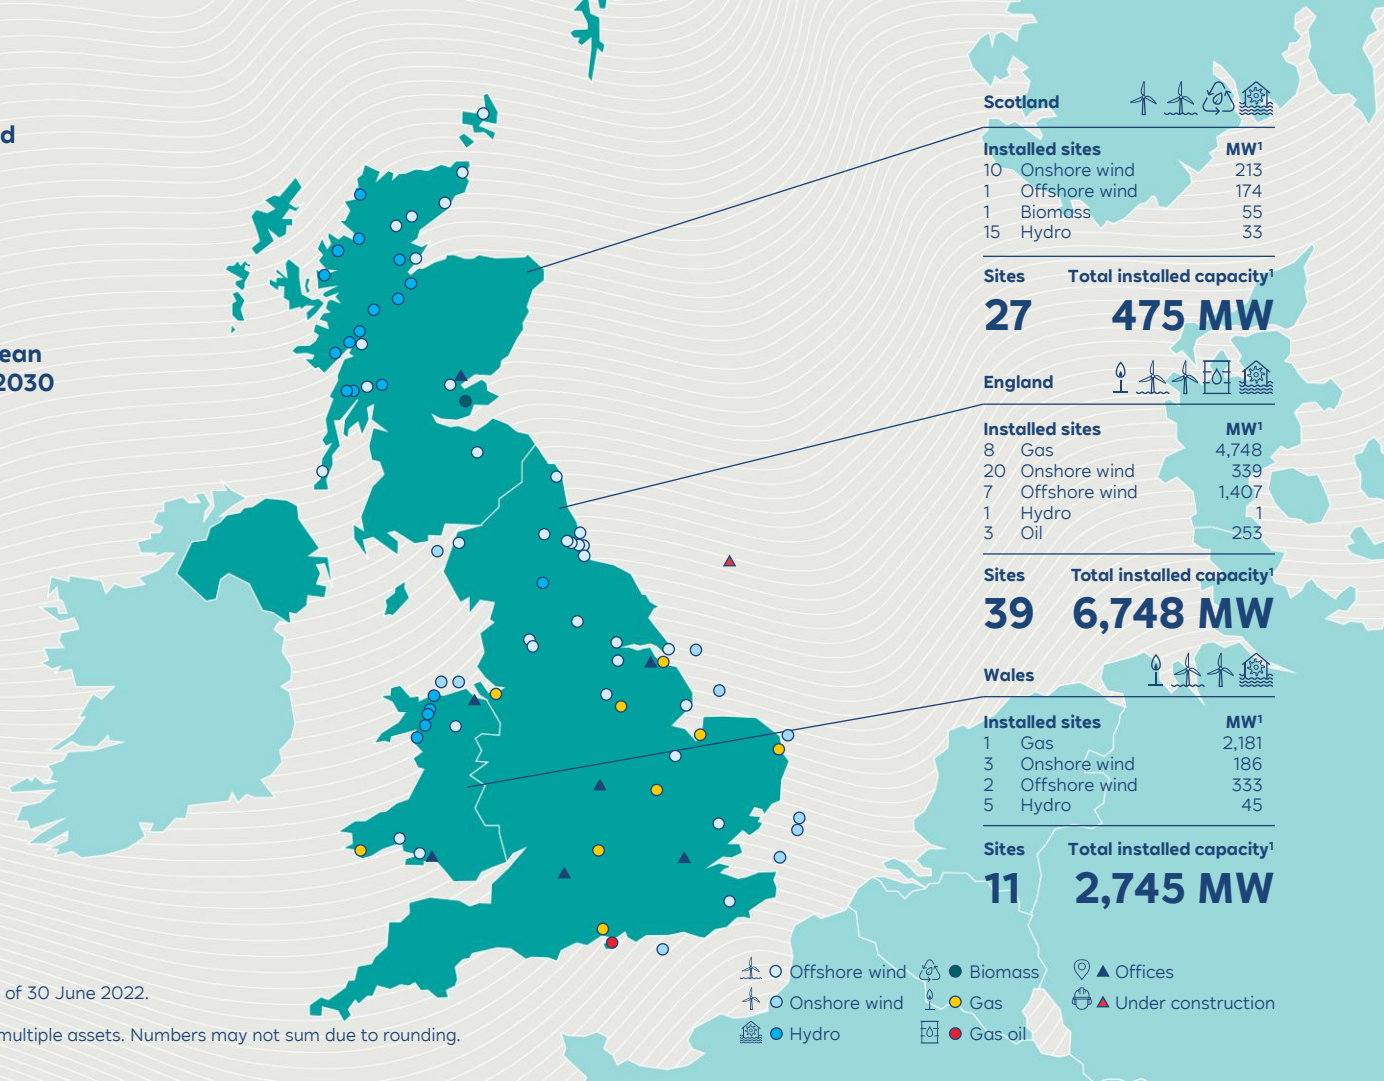 d
ean
2030
Scotland
Installed sites MW¹
10 Onshore wind 213
1 Offshore wind 174
1 Biomass 55
15 Hydro 33
Sites Total installed capacity¹
27 475 MW
England
Installed sites MW¹
8 Gas 4,748
20 Onshore wind 339
7 Offshore wind 1,407
1 Hydro 1
3 Oil 253
Sites Total installed capacity¹
39 6,748 MW
Wales
Installed sites MW¹
1 Gas 2,181
3 Onshore wind 186
2 Offshore wind 333
5 Hydro 45
Sites Total installed capacity¹
11 2,745 MW
Offshore wind Biomass Offices
Onshore wind Gas Under construction
Hydro Gas oil
of 30 June 2022.
multiple assets. Numbers may not sum due to rounding.